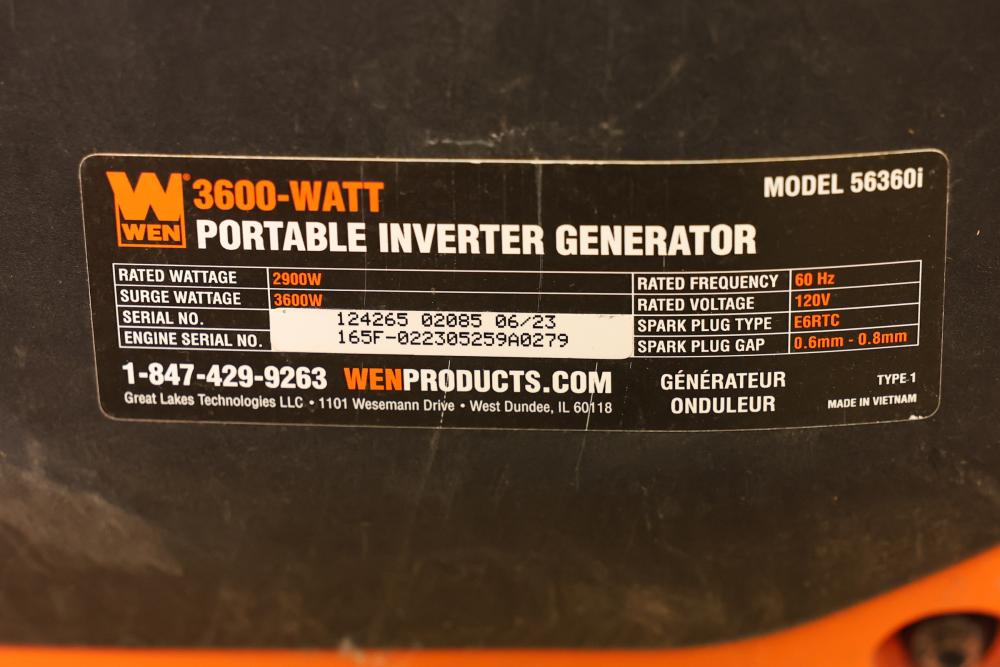 WEN® 3600-WATT
MODEL 56360i
PORTABLE INVERTER GENERATOR
RATED WATTAGE 2900W
SURGE WATTAGE 3600W
SERIAL NO. 124265 02085 06/23
ENGINE SERIAL NO. 165F-022305259A0279
RATED FREQUENCY 60 Hz
RATED VOLTAGE 120V
SPARK PLUG TYPE E6RTC
SPARK PLUG GAP 0.6mm - 0.8mm
1-847-429-9263 WENPRODUCTS.COM
Great Lakes Technologies LLC • 1101 Wesemann Drive • West Dundee, IL 60118
GÉNÉRATEUR
ONDULEUR
TYPE 1
MADE IN VIETNAM